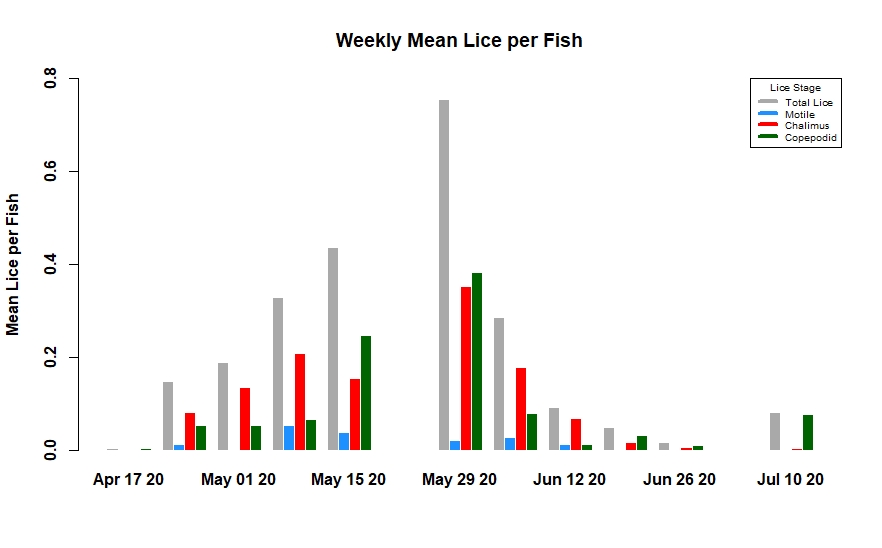 Weekly Mean Lice per Fish
Mean Lice per Fish
0.8
0.6
0.4
0.2
0.0
Lice Stage
Total Lice
Motile
Chalimus
Copepodid
Apr 17 20
May 01 20
May 15 20
May 29 20
Jun 12 20
Jun 26 20
Jul 10 20